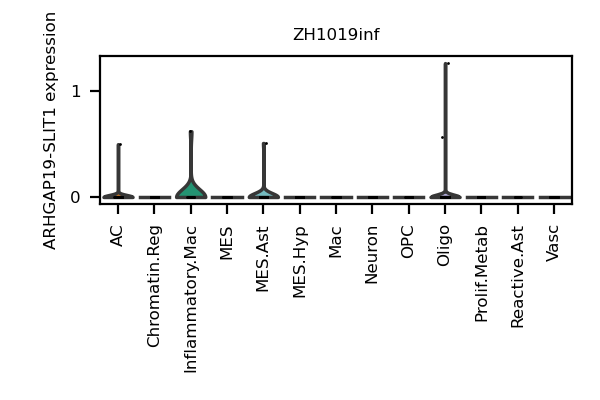 ZH1019inf
ARHGAP19-SLIT1 expression
1
0
AC
Chromatin.Reg
Inflammatory.Mac
MES
MES.Ast
MES.Hyp
Mac
Neuron
OPC
Oligo
Prolif.Metab
Reactive.Ast
Vasc